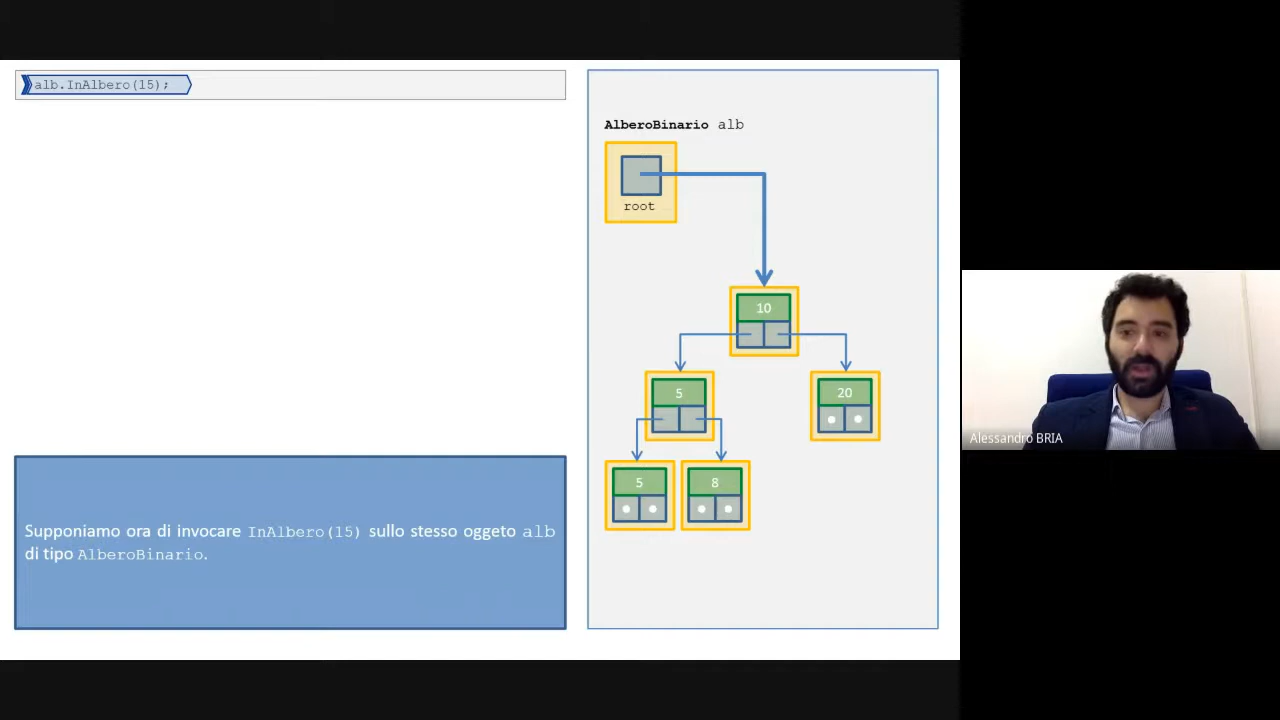 alb.InAlbero(15);
AlberoBinario alb
root
10
5
20
5
8
Supponiamo ora di invocare InAlbero(15) sullo stesso oggeto alb
di tipo AlberoBinario.
Alessandro BRIA